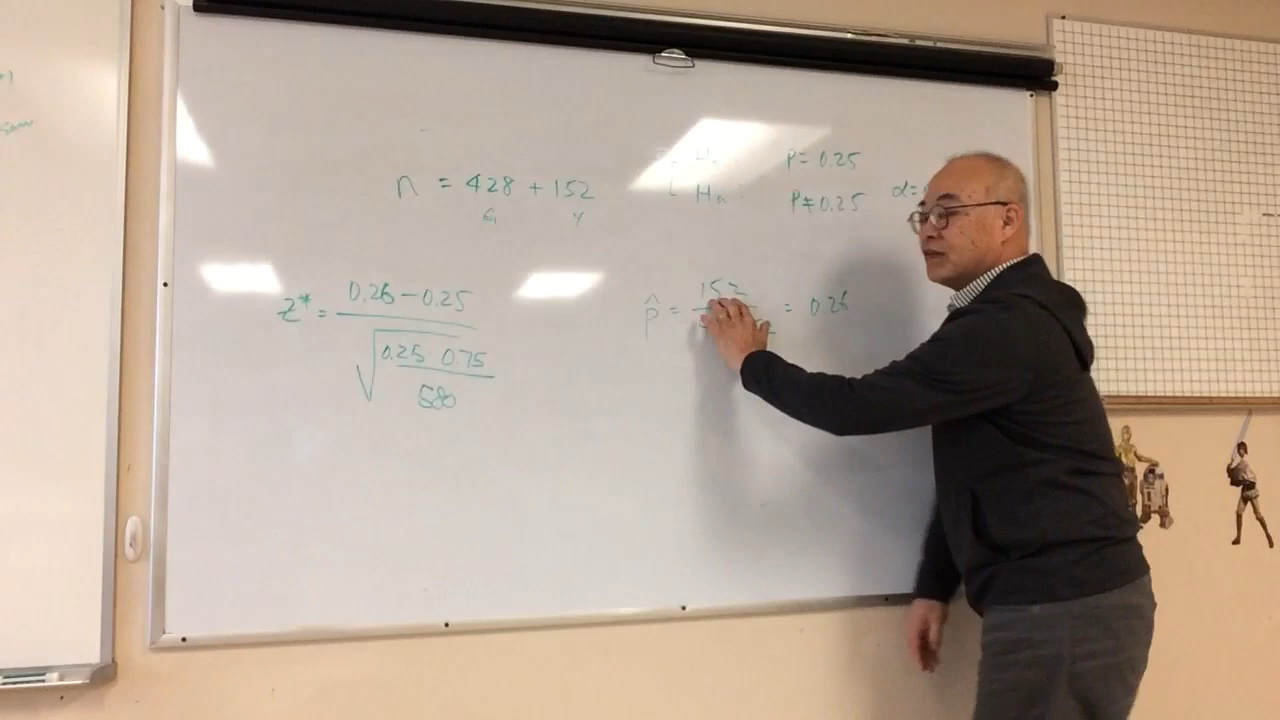 n = 428 + 152
G Y
P = 0.25
Ha: P ≠ 0.25
α =
z* = 0.26 − 0.25
√ 0.25 0.75
580
p̂ = 152
= 0.26